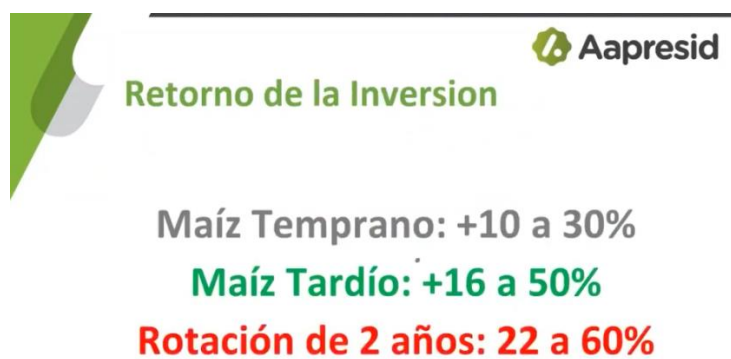 Aapresid
Retorno de la Inversion
Maíz Temprano: +10 a 30%
Maíz Tardío: +16 a 50%
Rotación de 2 años: 22 a 60%